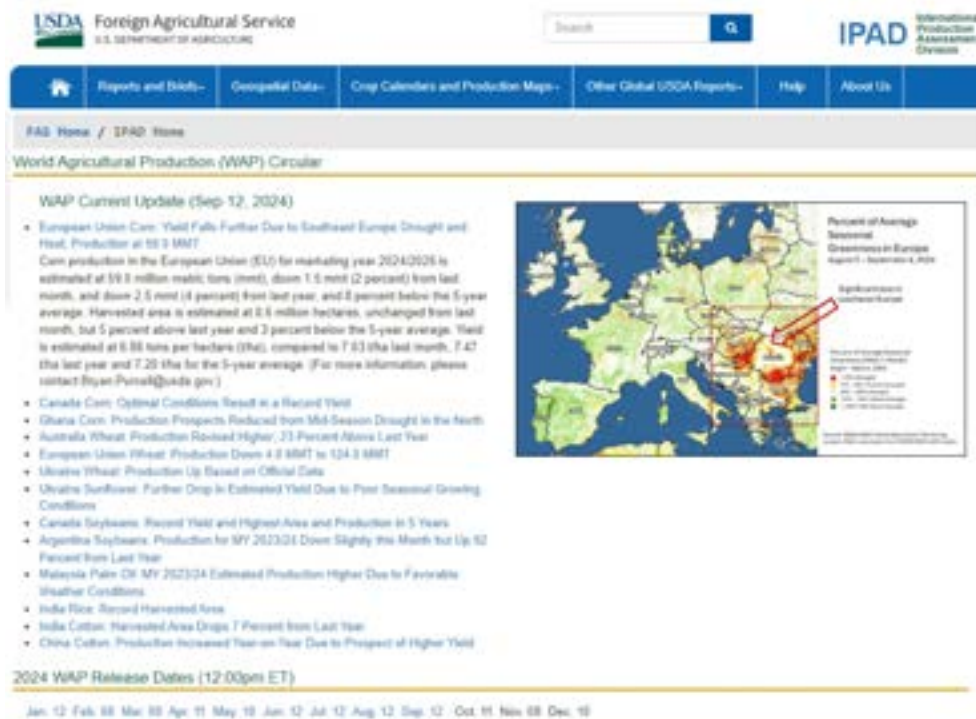 USDA Foreign Agricultural Service
U.S. DEPARTMENT OF AGRICULTURE
Search
IPAD International
Production
Assessment
Division
Reports and Briefs
Geospatial Data
Crop Calendars and Production Maps
Other Global USDA Reports
Help
About Us
FAS Home / IPAD Home
World Agricultural Production (WAP) Circular
WAP Current Update (Sep 12, 2024)
European Union Corn: Yield Falls Further Due to Southeast Europe Drought and
Heat; Production at 59.0 MMT
Corn production in the European Union (EU) for marketing year 2024/2025 is
estimated at 59.0 million metric tons (mmt), down 1.5 mmt (2 percent) from last
month, and down 2.5 mmt (4 percent) from last year, and 8 percent below the 5-year
average. Harvested area is estimated at million hectares, unchanged from last
month, but 5 percent above last year and 3 percent below the 5-year average. Yield
is estimated at tons per hectare (t/ha), compared to 7.03 t/ha last month, 7.47
t/ha last year and 7.20 t/ha for the 5-year average. (For more information, please
contact @usda.gov.)
Canada Corn: Optimal Conditions Result in a Record Yield
Ghana Corn: Production Prospects Reduced from Mid-Season Drought in the North
Australia Wheat: Production Revised Higher; 23 Percent Above Last Year
European Union Wheat: Production Down 4.0 MMT to 124.0 MMT
Ukraine Wheat: Production Up Based on Official Data
Ukraine Sunflower: Further Drop in Estimated Yield Due to Poor Seasonal Growing
Conditions
Canada Soybeans: Record Yield and Highest Area and Production in 5 Years
Argentina Soybeans: Production for MY 2023/24 Down Slightly this Month but Up 92
Percent from Last Year
Malaysia Palm Oil: MY 2023/24 Estimated Production Higher Due to Favorable
Weather Conditions
India Rice: Record Harvested Area
India Cotton: Harvested Area Drops 7 Percent from Last Year
China Cotton: Production Increased Year-on-Year Due to Prospect of Higher Yield
Percent of Average
Seasonal
Greenness in Europe
2024
2024 WAP Release Dates (12:00pm ET)
Jan. 12 Feb. 08 Mar. 08 Apr. 11 May. 10 Jun. 12 Jul. 12 Aug. 12 Sep. 12 Oct. 11 Nov. 08 Dec. 10